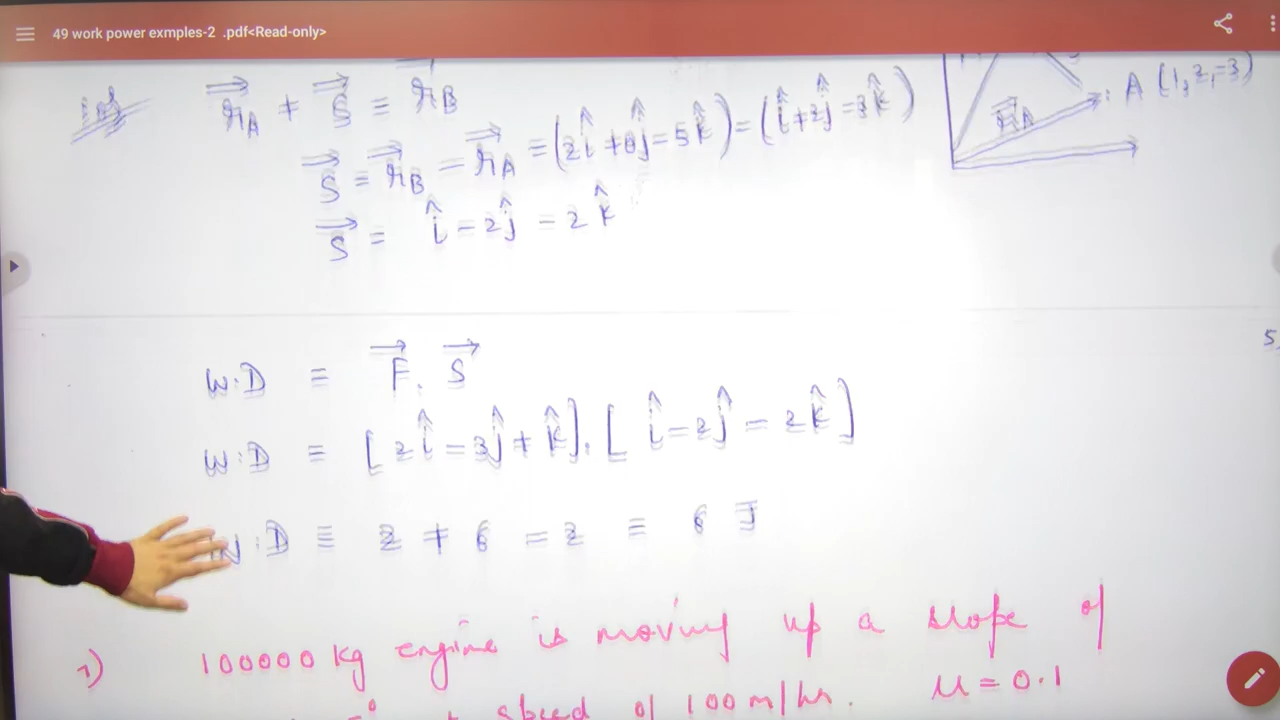 49 work power exmples-2 .pdf<Read-only>
A (1, 2, -3)
r⃗A + s⃗ = r⃗B
r⃗A
s⃗ = r⃗B - r⃗A = (2î + 0ĵ - 5k̂) - (î + 2ĵ - 3k̂)
s⃗ = î - 2ĵ - 2k̂
5,
W.D = F⃗. s⃗
W.D = [2î - 3ĵ + k̂].[î - 2ĵ - 2k̂]
W.D = 2 + 6 - 2 = 6 J
100000 kg engine is moving up a slope of
speed of 100 m/hr. μ = 0.1